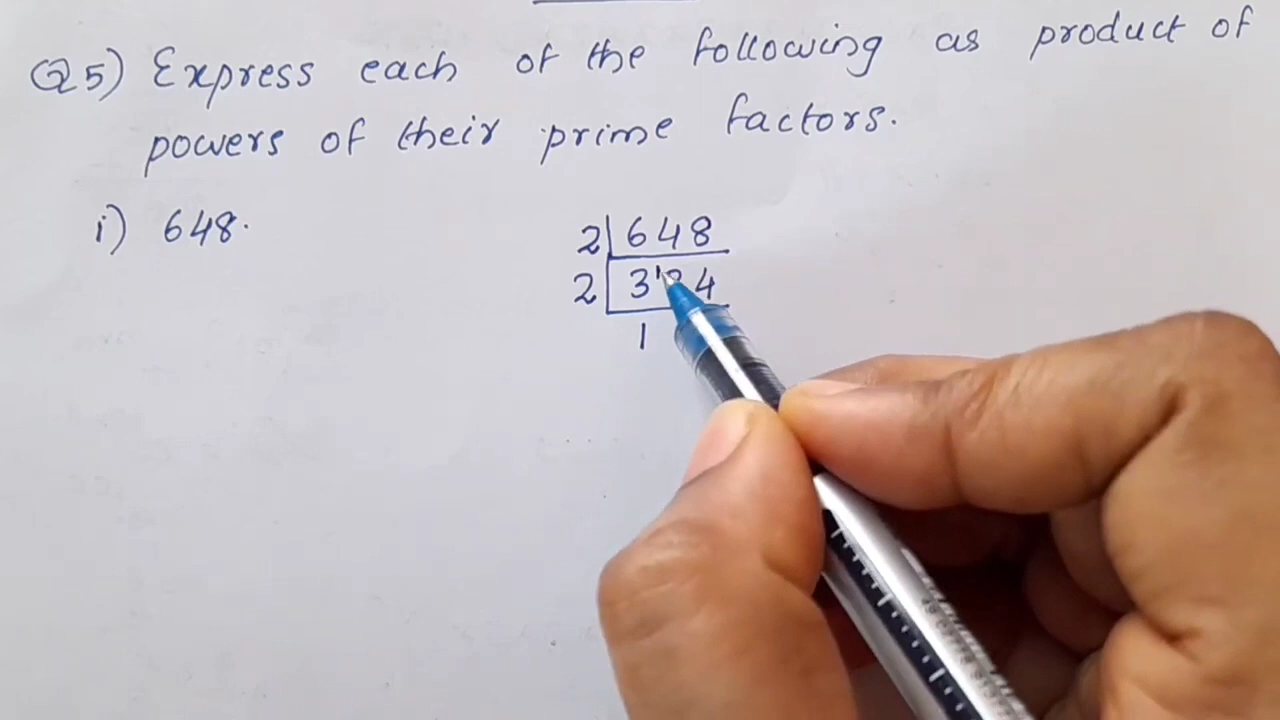 Q5) Express each of the following as product of
powers of their prime factors.
i) 648.
2 | 648
2 | 324
1